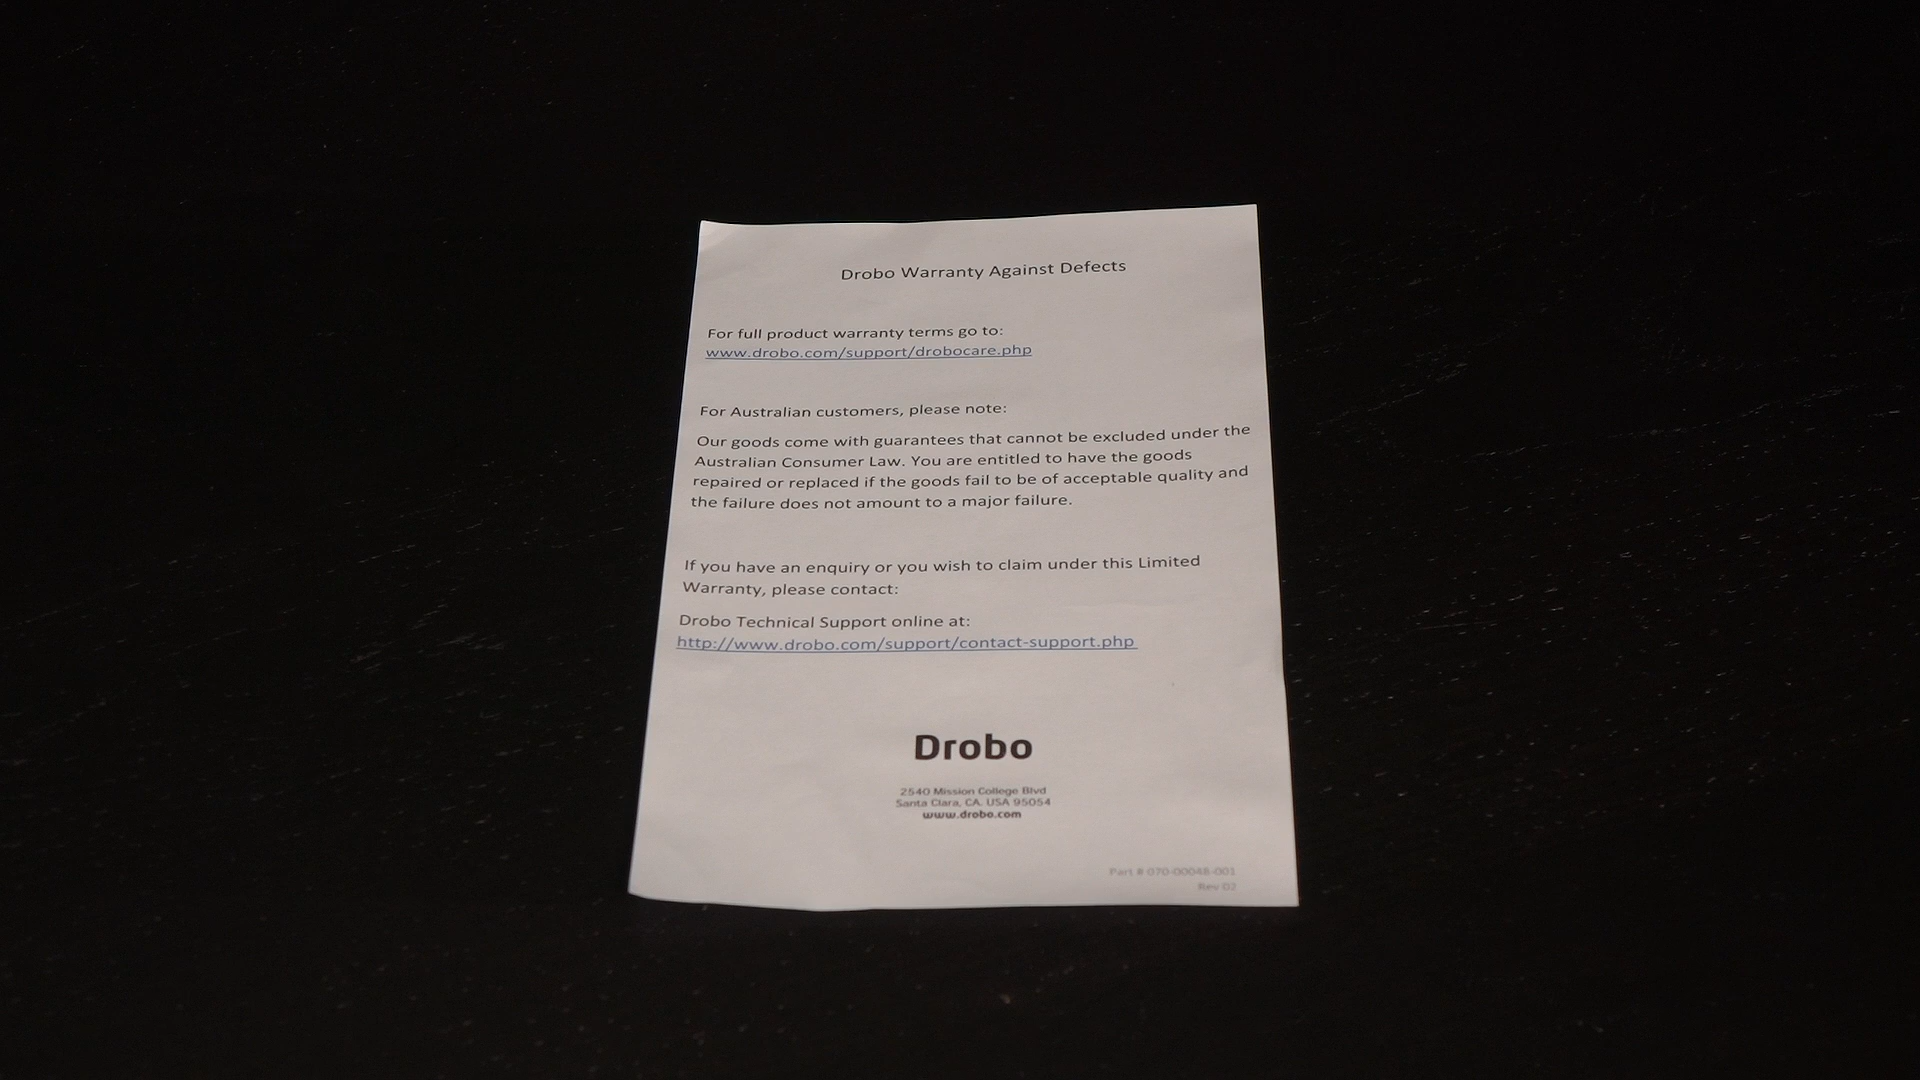 Drobo Warranty Against Defects
For full product warranty terms go to:
www.drobo.com/support/drobocare.php
For Australian customers, please note:
Our goods come with guarantees that cannot be excluded under the
Australian Consumer Law. You are entitled to have the goods
repaired or replaced if the goods fail to be of acceptable quality and
the failure does not amount to a major failure.
If you have an enquiry or you wish to claim under this Limited
Warranty, please contact:
Drobo Technical Support online at:
http://www.drobo.com/support/contact-support.php
Drobo
2540 Mission College Blvd
Santa Clara, CA. USA 95054
www.drobo.com
Part # 070-00048-001
Rev 02